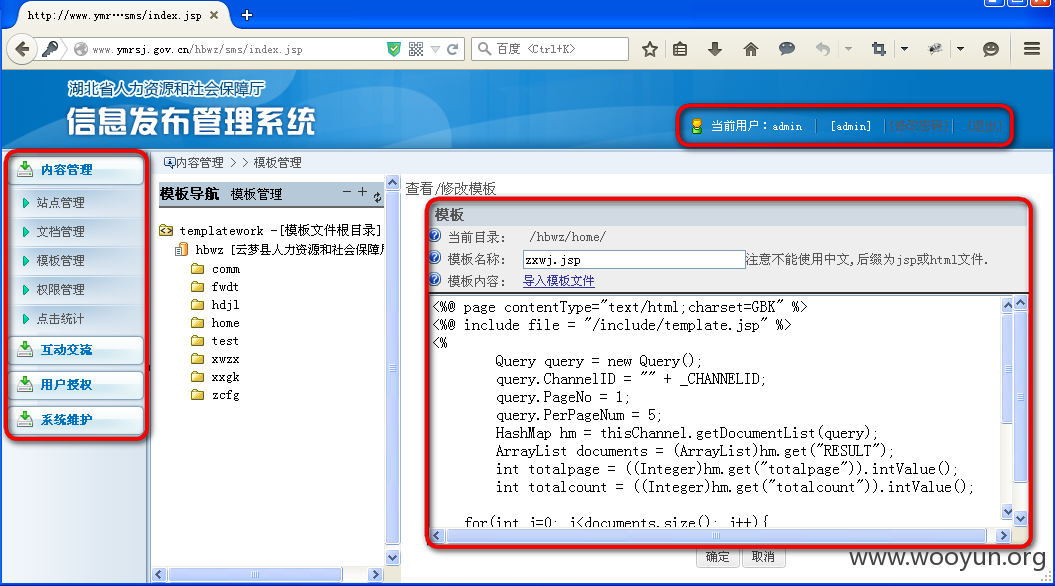 http://www.ymr…sms/index.jsp
www.ymrsj.gov.cn/hbwz/sms/index.jsp
百度 <Ctrl+K>
湖北省人力资源和社会保障厅
信息发布管理系统
当前用户：admin
[admin]
内容管理
站点管理
文档管理
模板管理
权限管理
点击统计
互动交流
用户授权
系统维护
内容管理 > > 模板管理
模板导航 模板管理
templatework -[模板文件根目录]
hbwz [云梦县人力资源和社会保障局
comm
fwdt
hdjl
home
test
xwzx
xxgk
zcfg
查看/修改模板
模板
当前目录： /hbwz/home/
模板名称： zxwj.jsp 注意不能使用中文,后缀为jsp或html文件.
模板内容： 导入模板文件
<%@ page contentType="text/html;charset=GBK" %>
<%@ include file = "/include/template.jsp" %>
<%
Query query = new Query();
query.ChannelID = "" + _CHANNELID;
query.PageNo = 1;
query.PerPageNum = 5;
HashMap hm = thisChannel.getDocumentList(query);
ArrayList documents = (ArrayList)hm.get("RESULT");
int totalpage = ((Integer)hm.get("totalpage")).intValue();
int totalcount = ((Integer)hm.get("totalcount")).intValue();
for(int i=0; i<documents.size(); i++){
确定 取消
www.wooyun.org